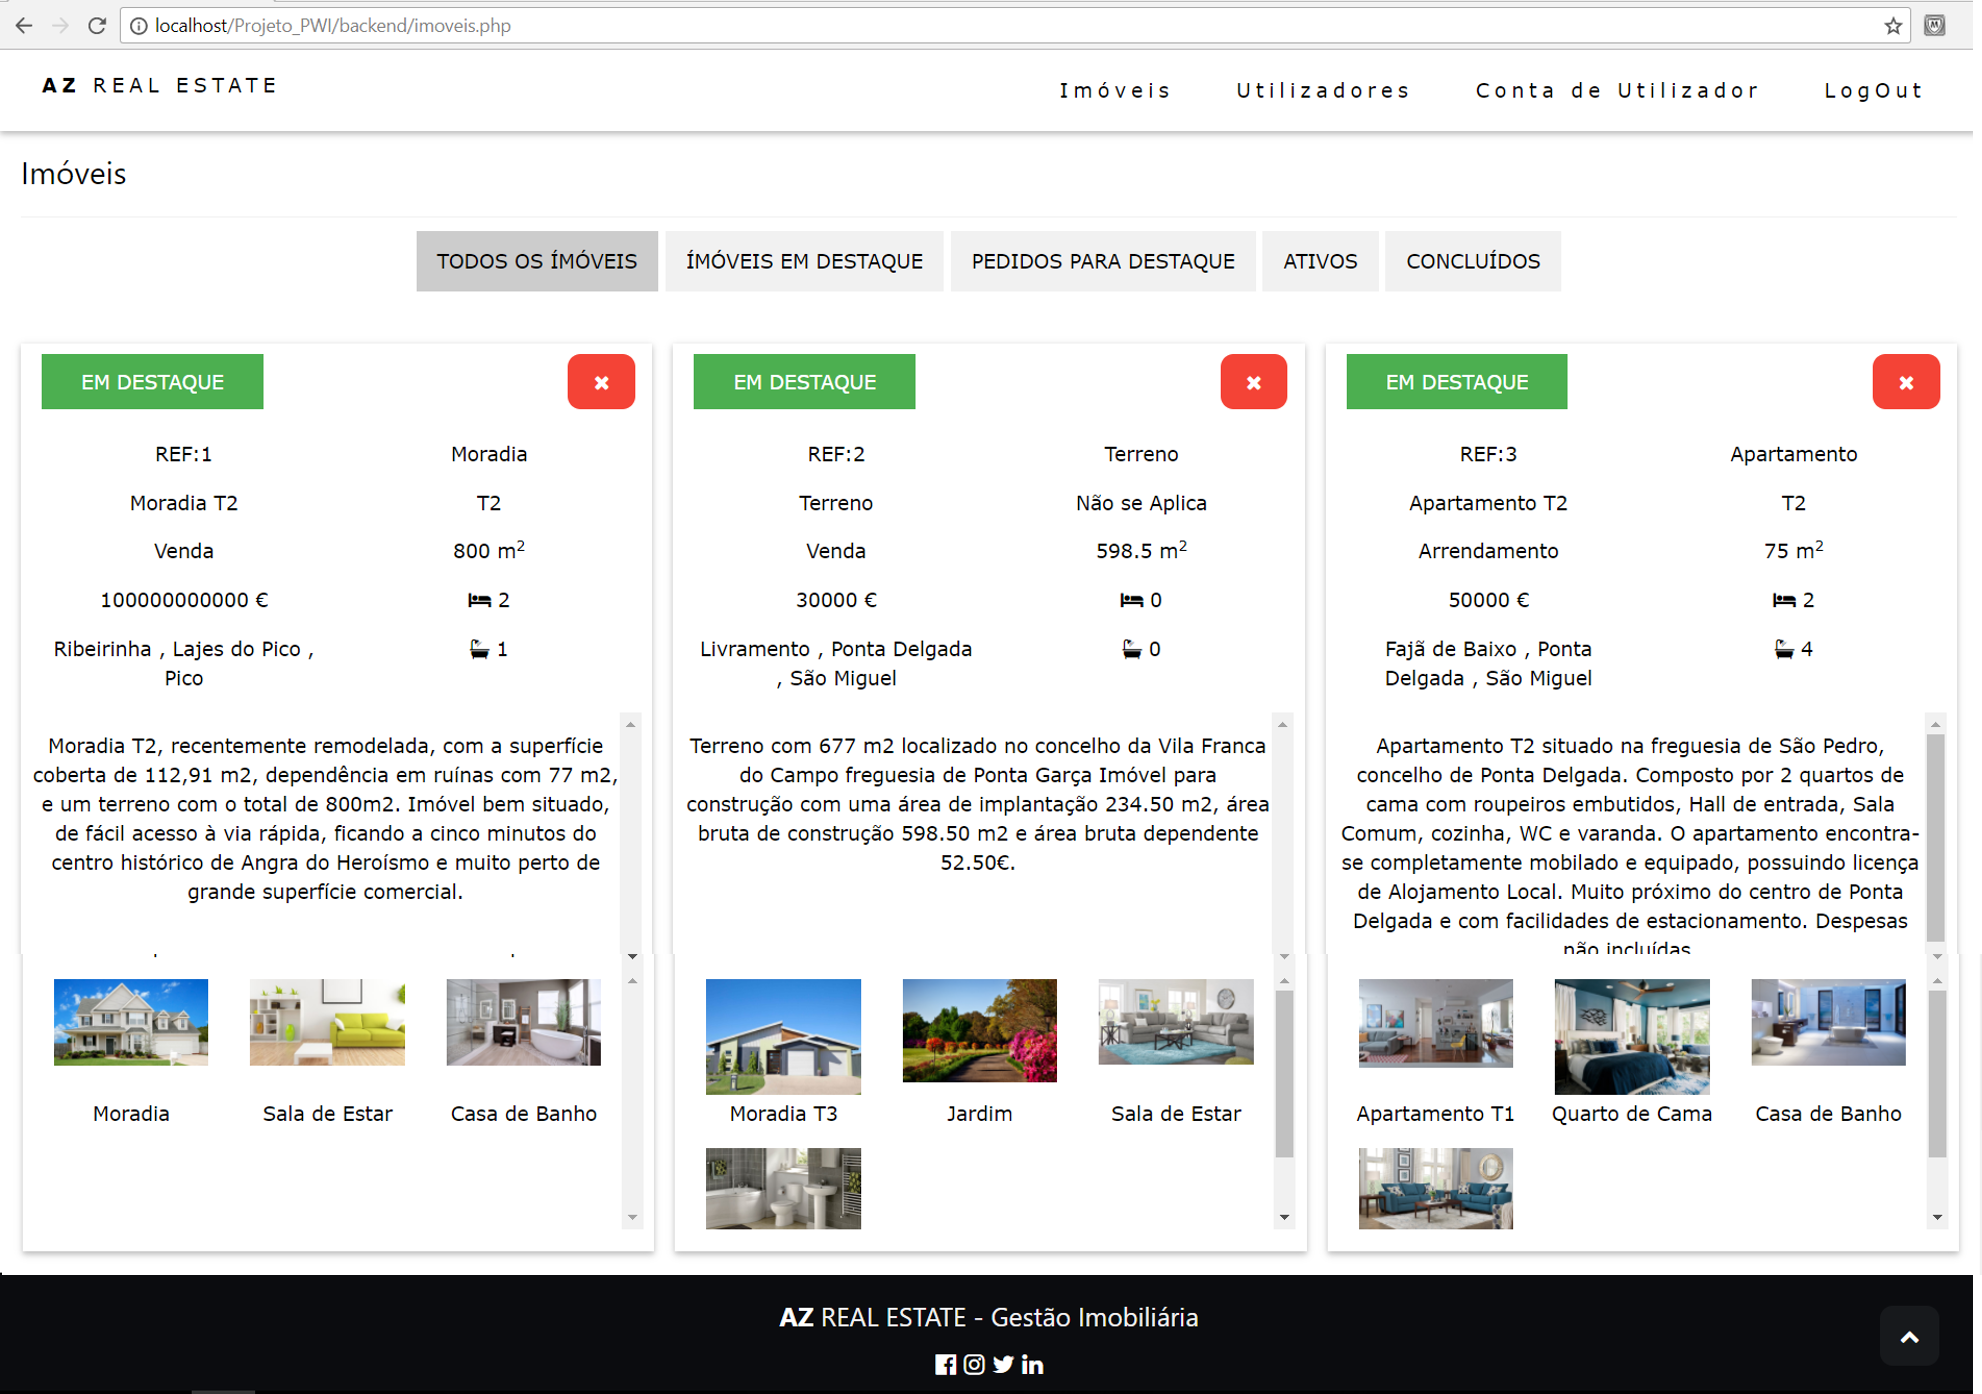 localhost/Projeto_PWI/backend/imoveis.php
AZ REAL ESTATE
Imóveis
Utilizadores
Conta de Utilizador
LogOut
Imóveis
TODOS OS ÍMÓVEIS
ÍMÓVEIS EM DESTAQUE
PEDIDOS PARA DESTAQUE
ATIVOS
CONCLUÍDOS
EM DESTAQUE
REF:1
Moradia
Moradia T2
T2
Venda
800 m²
100000000000 €
2
Ribeirinha , Lajes do Pico ,
Pico
1
Moradia T2, recentemente remodelada, com a superfície
coberta de 112,91 m2, dependência em ruínas com 77 m2,
e um terreno com o total de 800m2. Imóvel bem situado,
de fácil acesso à via rápida, ficando a cinco minutos do
centro histórico de Angra do Heroísmo e muito perto de
grande superfície comercial.
Moradia
Sala de Estar
Casa de Banho
EM DESTAQUE
REF:2
Terreno
Terreno
Não se Aplica
Venda
598.5 m²
30000 €
0
Livramento , Ponta Delgada
, São Miguel
0
Terreno com 677 m2 localizado no concelho da Vila Franca
do Campo freguesia de Ponta Garça Imóvel para
construção com uma área de implantação 234.50 m2, área
bruta de construção 598.50 m2 e área bruta dependente
52.50€.
Moradia T3
Jardim
Sala de Estar
EM DESTAQUE
REF:3
Apartamento
Apartamento T2
T2
Arrendamento
75 m²
50000 €
2
Fajã de Baixo , Ponta
Delgada , São Miguel
4
Apartamento T2 situado na freguesia de São Pedro,
concelho de Ponta Delgada. Composto por 2 quartos de
cama com roupeiros embutidos, Hall de entrada, Sala
Comum, cozinha, WC e varanda. O apartamento encontra-
se completamente mobilado e equipado, possuindo licença
de Alojamento Local. Muito próximo do centro de Ponta
Delgada e com facilidades de estacionamento. Despesas
não incluídas
Apartamento T1
Quarto de Cama
Casa de Banho
AZ REAL ESTATE - Gestão Imobiliária